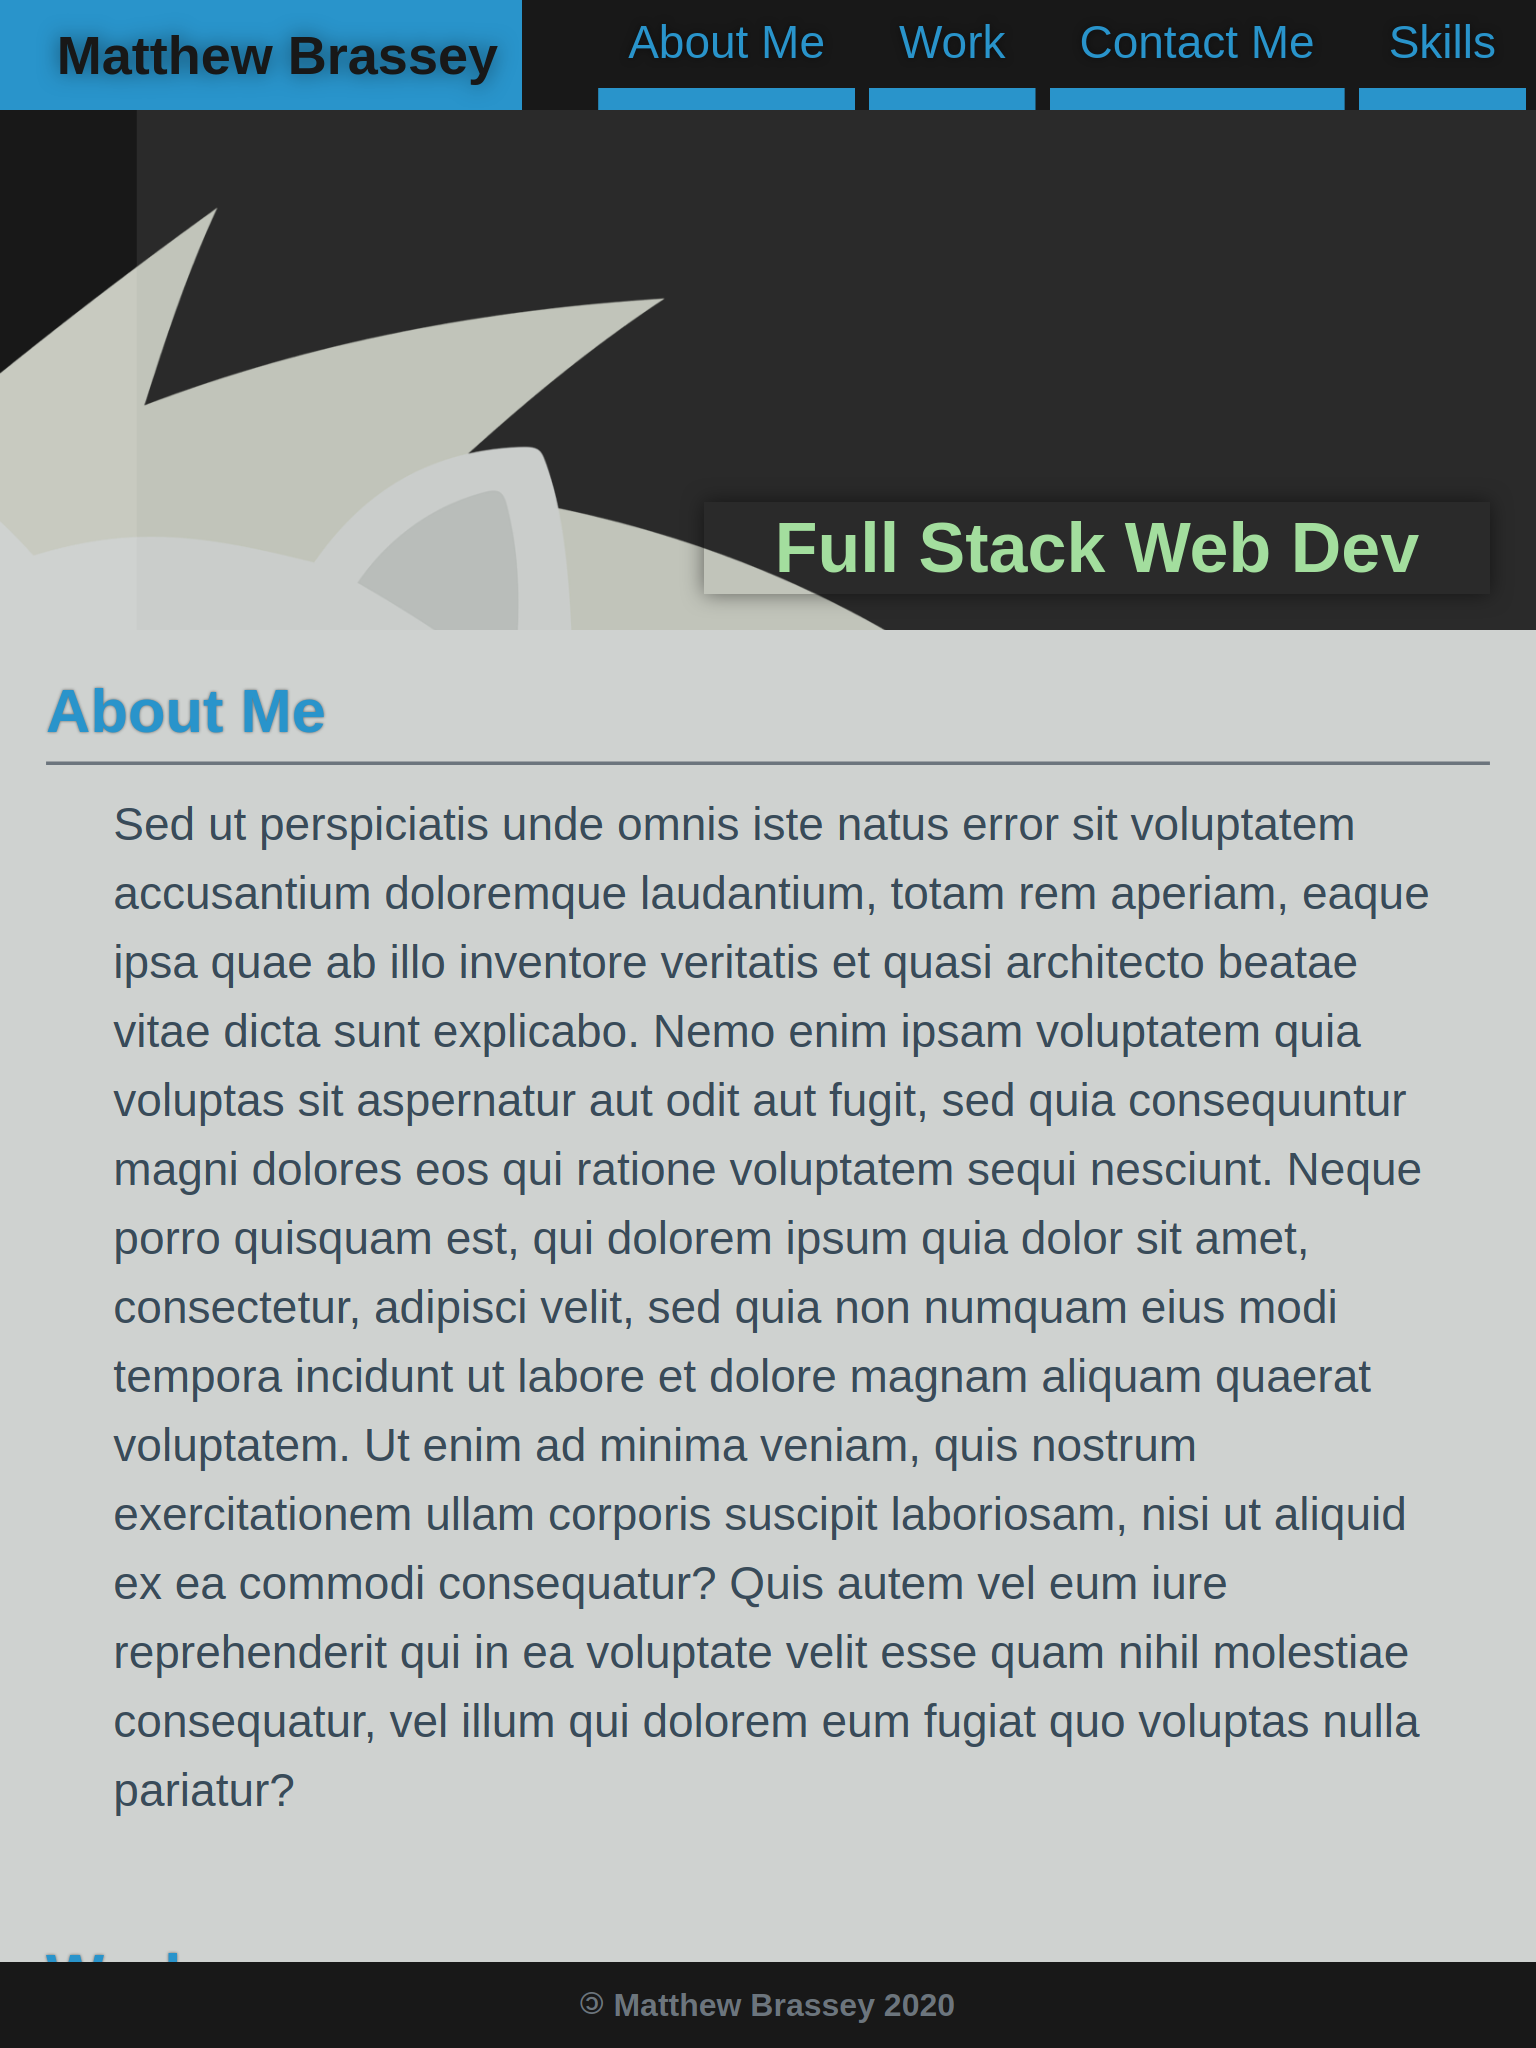 Matthew Brassey
About Me
Work
Contact Me
Skills
Full Stack Web Dev
About Me
Sed ut perspiciatis unde omnis iste natus error sit voluptatem
accusantium doloremque laudantium, totam rem aperiam, eaque
ipsa quae ab illo inventore veritatis et quasi architecto beatae
vitae dicta sunt explicabo. Nemo enim ipsam voluptatem quia
voluptas sit aspernatur aut odit aut fugit, sed quia consequuntur
magni dolores eos qui ratione voluptatem sequi nesciunt. Neque
porro quisquam est, qui dolorem ipsum quia dolor sit amet,
consectetur, adipisci velit, sed quia non numquam eius modi
tempora incidunt ut labore et dolore magnam aliquam quaerat
voluptatem. Ut enim ad minima veniam, quis nostrum
exercitationem ullam corporis suscipit laboriosam, nisi ut aliquid
ex ea commodi consequatur? Quis autem vel eum iure
reprehenderit qui in ea voluptate velit esse quam nihil molestiae
consequatur, vel illum qui dolorem eum fugiat quo voluptas nulla
pariatur?
🄯 Matthew Brassey 2020